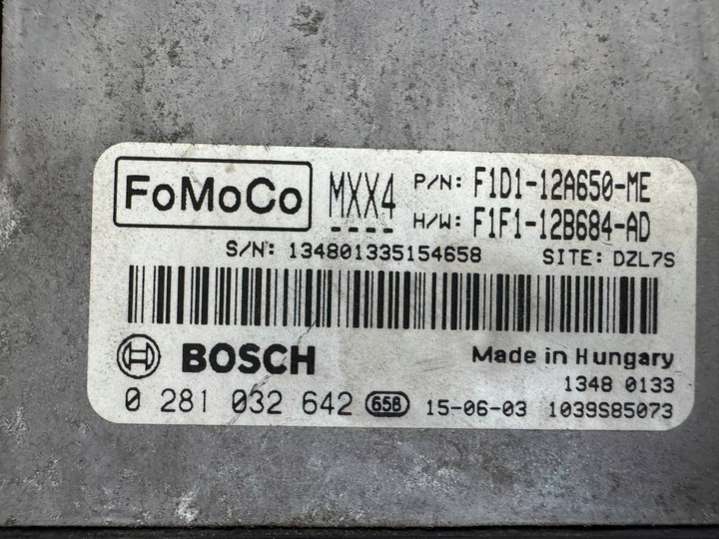 FoMoCo MXX4 P/N: F1D1-12A650-ME
H/W: F1F1-12B684-AD
S/N: 134801335154658 SITE: DZL7S
BOSCH Made in Hungary
1348 0133
0 281 032 642 658 15-06-03 1039S85073